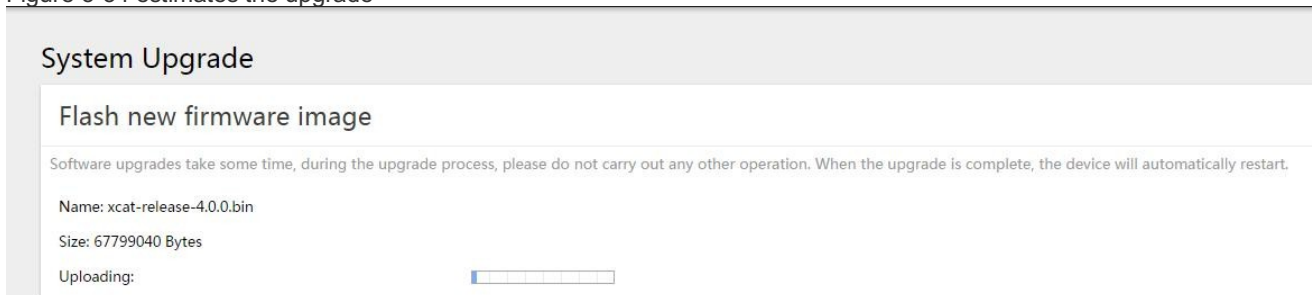 System Upgrade
Flash new firmware image
Software upgrades take some time, during the upgrade process, please do not carry out any other operation. When the upgrade is complete, the device will automatically restart.
Name: xcat-release-4.0.0.bin
Size: 67799040 Bytes
Uploading: